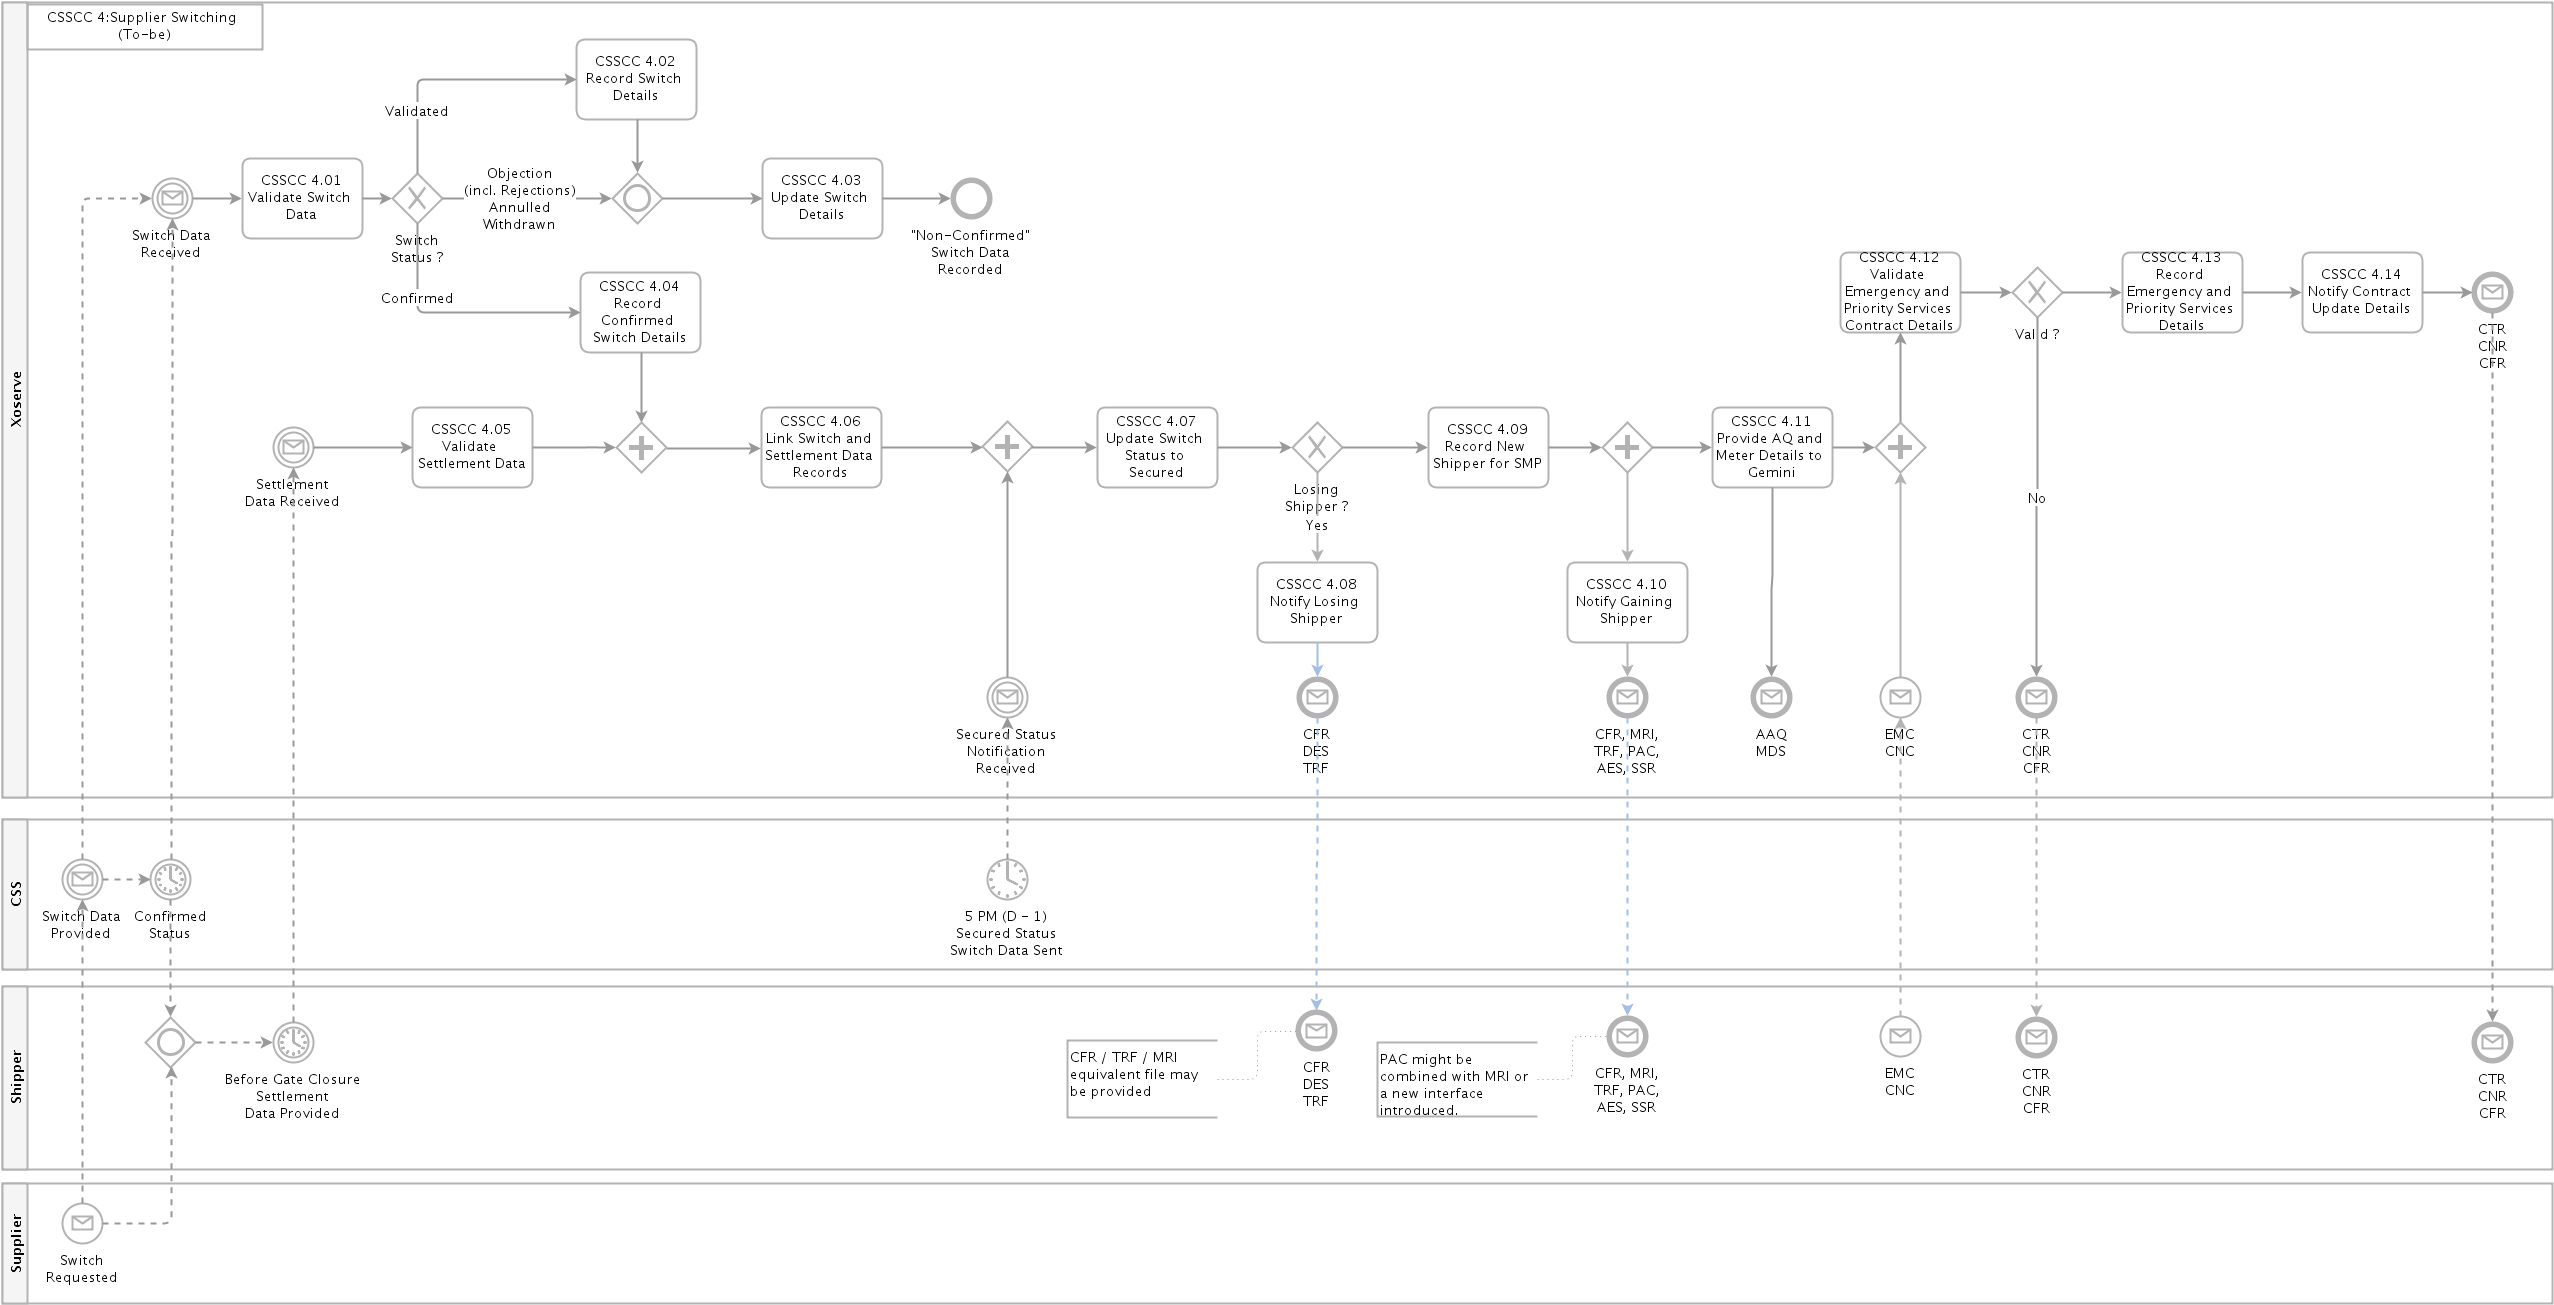 CSSCC 4:Supplier Switching
(To-be)
Xoserve
CSSCC 4.02
Record Switch
Details
Validated
CSSCC 4.01
Validate Switch
Data
Objection
(incl. Rejections)
Annulled
Withdrawn
CSSCC 4.03
Update Switch
Details
Switch Data
Received
Switch
Status ?
"Non-Confirmed"
Switch Data
Recorded
Confirmed
CSSCC 4.04
Record
Confirmed
Switch Details
CSSCC 4.12
Validate
Emergency and
Priority Services
Contract Details
Valid ?
CSSCC 4.13
Record
Emergency and
Priority Services
Details
CSSCC 4.14
Notify Contract
Update Details
CTR
CNR
CFR
Settlement
Data Received
CSSCC 4.05
Validate
Settlement Data
CSSCC 4.06
Link Switch and
Settlement Data
Records
CSSCC 4.07
Update Switch
Status to
Secured
Losing
Shipper ?
Yes
CSSCC 4.09
Record New
Shipper for SMP
CSSCC 4.11
Provide AQ and
Meter Details to
Gemini
No
CSSCC 4.08
Notify Losing
Shipper
CSSCC 4.10
Notify Gaining
Shipper
Secured Status
Notification
Received
CFR
DES
TRF
CFR, MRI,
TRF, PAC,
AES, SSR
AAQ
MDS
EMC
CNC
CTR
CNR
CFR
CSS
Switch Data
Provided
Confirmed
Status
5 PM (D - 1)
Secured Status
Switch Data Sent
Shipper
Before Gate Closure
Settlement
Data Provided
CFR / TRF / MRI
equivalent file may
be provided
CFR
DES
TRF
PAC might be
combined with MRI or
a new interface
introduced.
CFR, MRI,
TRF, PAC,
AES, SSR
EMC
CNC
CTR
CNR
CFR
CTR
CNR
CFR
Supplier
Switch
Requested